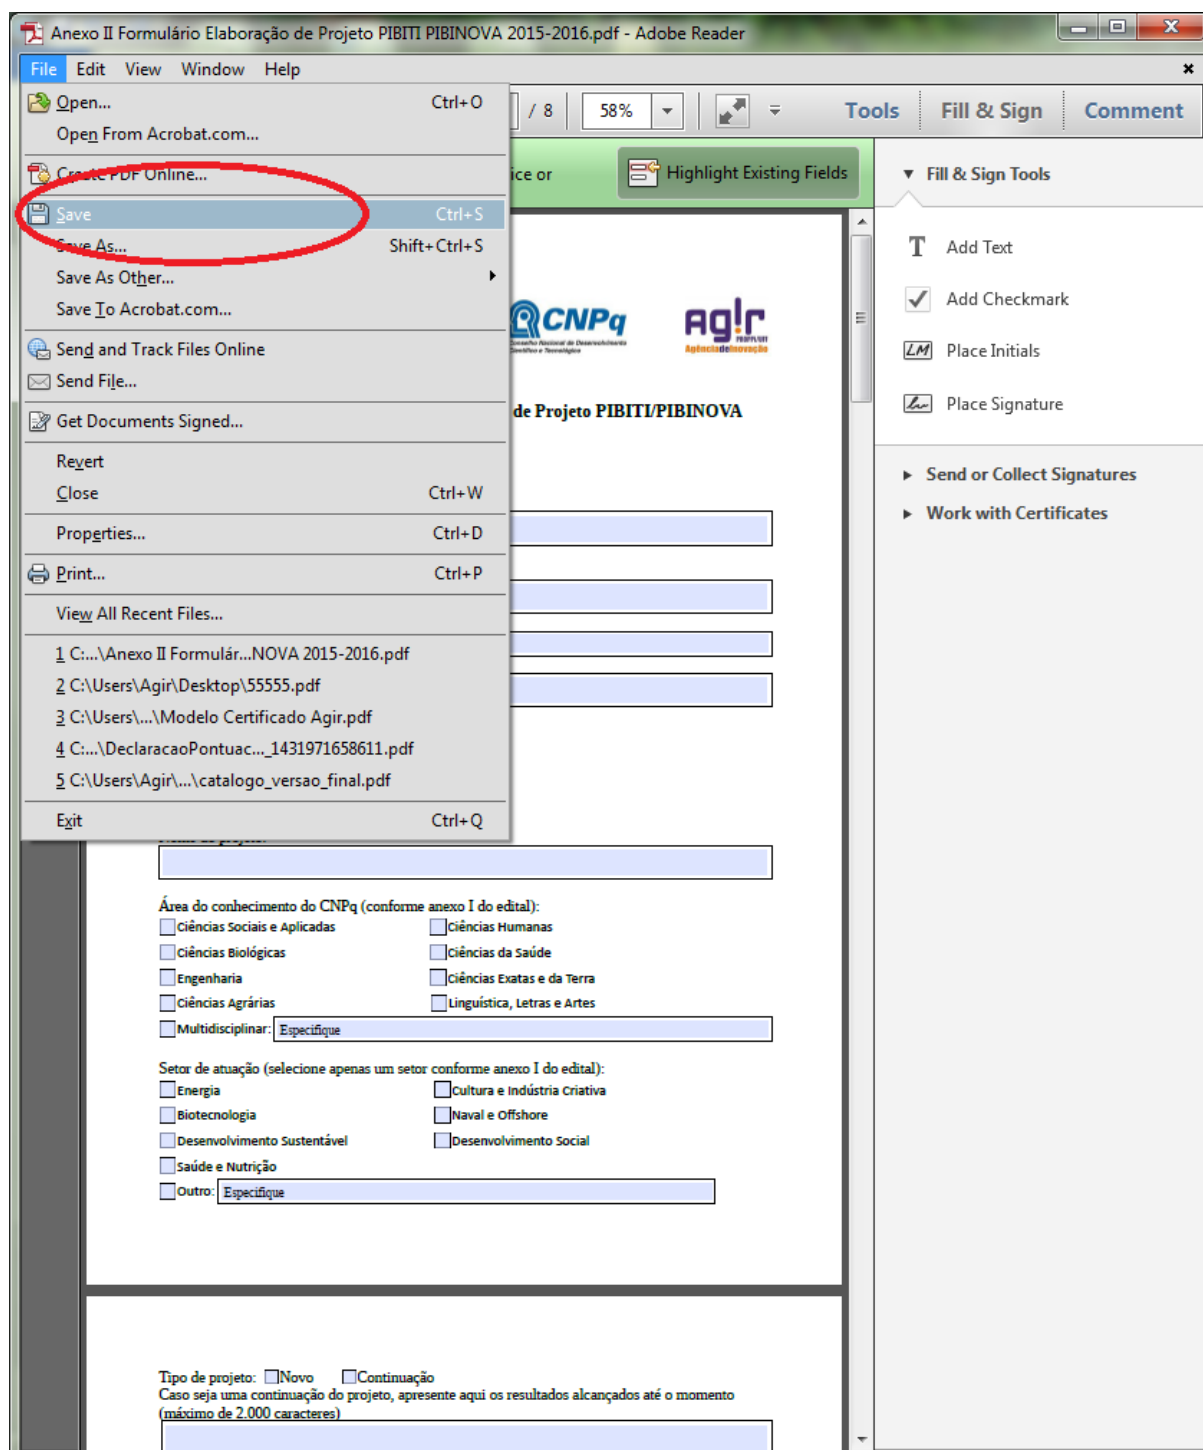 Anexo II Formulário Elaboração de Projeto PIBITI PIBINOVA 2015-2016.pdf - Adobe Reader
File Edit View Window Help
Open... Ctrl+O
Open From Acrobat.com...
Create PDF Online...
Save Ctrl+S
Save As... Shift+Ctrl+S
Save As Other...
Save To Acrobat.com...
Send and Track Files Online
Send File...
Get Documents Signed...
Revert
Close Ctrl+W
Properties... Ctrl+D
Print... Ctrl+P
View All Recent Files...
1 C:...\Anexo II Formulár...NOVA 2015-2016.pdf
2 C:\Users\Agir\Desktop\55555.pdf
3 C:\Users\...\Modelo Certificado Agir.pdf
4 C:...\DeclaracaoPontuac..._1431971658611.pdf
5 C:\Users\Agir\...\catalogo_versao_final.pdf
Exit Ctrl+Q
/ 8 58% Tools Fill & Sign Comment
ice or Highlight Existing Fields
Fill & Sign Tools
Add Text
Add Checkmark
Place Initials
Place Signature
Send or Collect Signatures
Work with Certificates
CNPq
Conselho Nacional de Desenvolvimento
Científico e Tecnológico
Ag!r
AgênciadeInovação
de Projeto PIBITI/PIBINOVA
Área do conhecimento do CNPq (conforme anexo I do edital):
Ciências Sociais e Aplicadas Ciências Humanas
Ciências Biológicas Ciências da Saúde
Engenharia Ciências Exatas e da Terra
Ciências Agrárias Linguística, Letras e Artes
Multidisciplinar: Especifique
Setor de atuação (selecione apenas um setor conforme anexo I do edital):
Energia Cultura e Indústria Criativa
Biotecnologia Naval e Offshore
Desenvolvimento Sustentável Desenvolvimento Social
Saúde e Nutrição
Outro: Especifique
Tipo de projeto: Novo Continuação
Caso seja uma continuação do projeto, apresente aqui os resultados alcançados até o momento
(máximo de 2.000 caracteres)